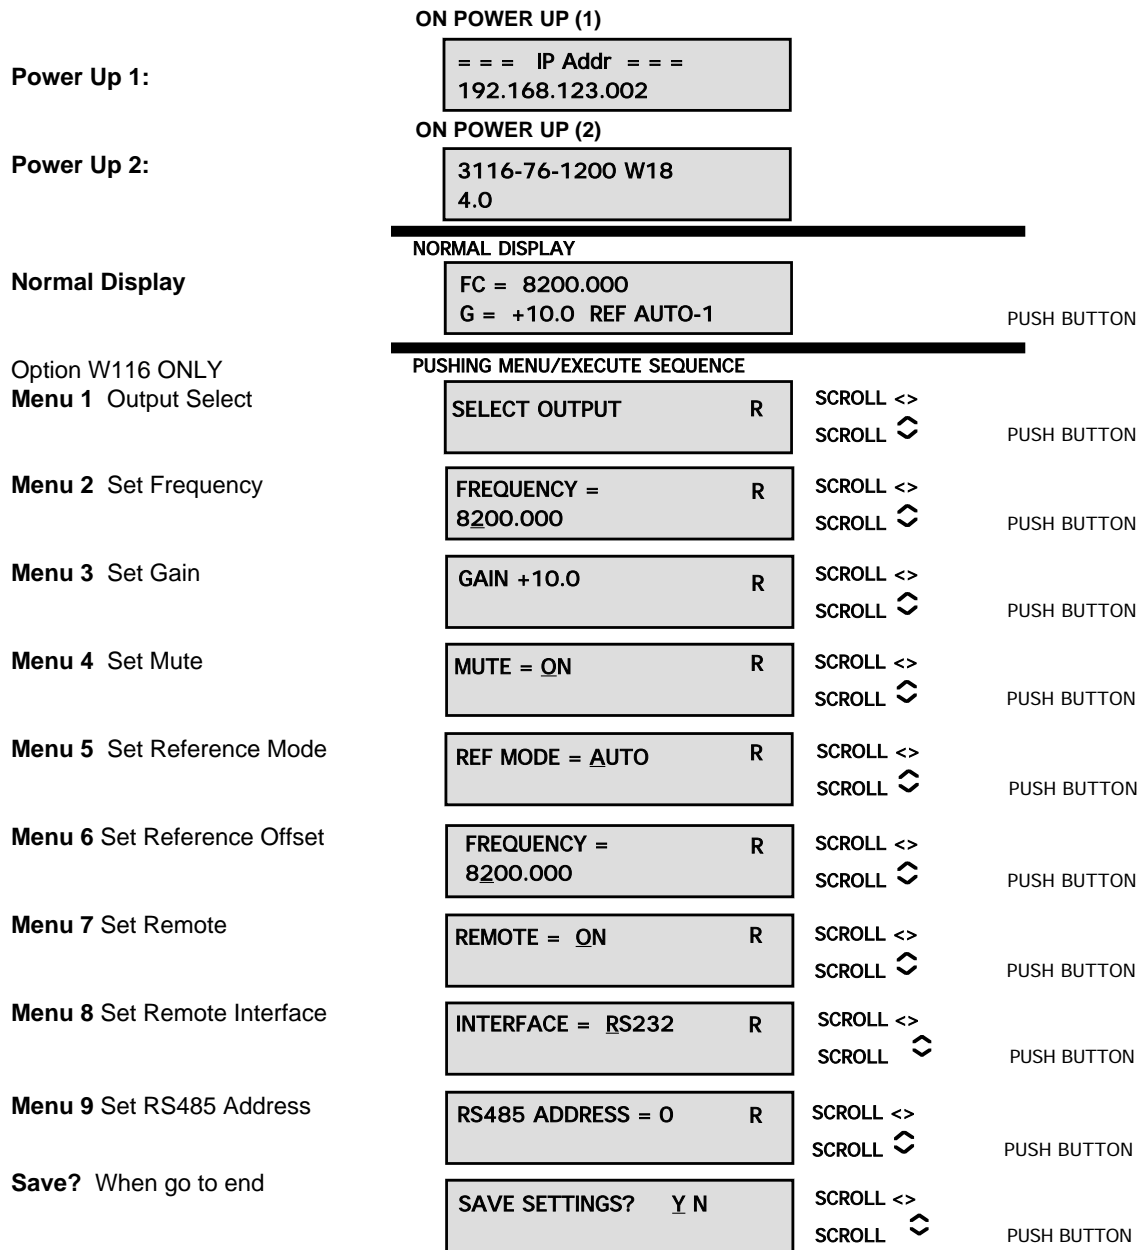 ON POWER UP (1)
Power Up 1:
= = = IP Addr = = =
192.168.123.002
ON POWER UP (2)
Power Up 2:
3116-76-1200 W18
4.0
NORMAL DISPLAY
Normal Display
FC = 8200.000
G = +10.0 REF AUTO-1
PUSH BUTTON
Option W116 ONLY
PUSHING MENU/EXECUTE SEQUENCE
Menu 1 Output Select
SELECT OUTPUT R
SCROLL <>
SCROLL
PUSH BUTTON
Menu 2 Set Frequency
FREQUENCY = R
8200.000
SCROLL <>
SCROLL
PUSH BUTTON
Menu 3 Set Gain
GAIN +10.0 R
SCROLL <>
SCROLL
PUSH BUTTON
Menu 4 Set Mute
MUTE = ON R
SCROLL <>
SCROLL
PUSH BUTTON
Menu 5 Set Reference Mode
REF MODE = AUTO R
SCROLL <>
SCROLL
PUSH BUTTON
Menu 6 Set Reference Offset
FREQUENCY = R
8200.000
SCROLL <>
SCROLL
PUSH BUTTON
Menu 7 Set Remote
REMOTE = ON R
SCROLL <>
SCROLL
PUSH BUTTON
Menu 8 Set Remote Interface
INTERFACE = RS232 R
SCROLL <>
SCROLL
PUSH BUTTON
Menu 9 Set RS485 Address
RS485 ADDRESS = 0 R
SCROLL <>
SCROLL
PUSH BUTTON
Save? When go to end
SAVE SETTINGS? Y N
SCROLL <>
SCROLL
PUSH BUTTON